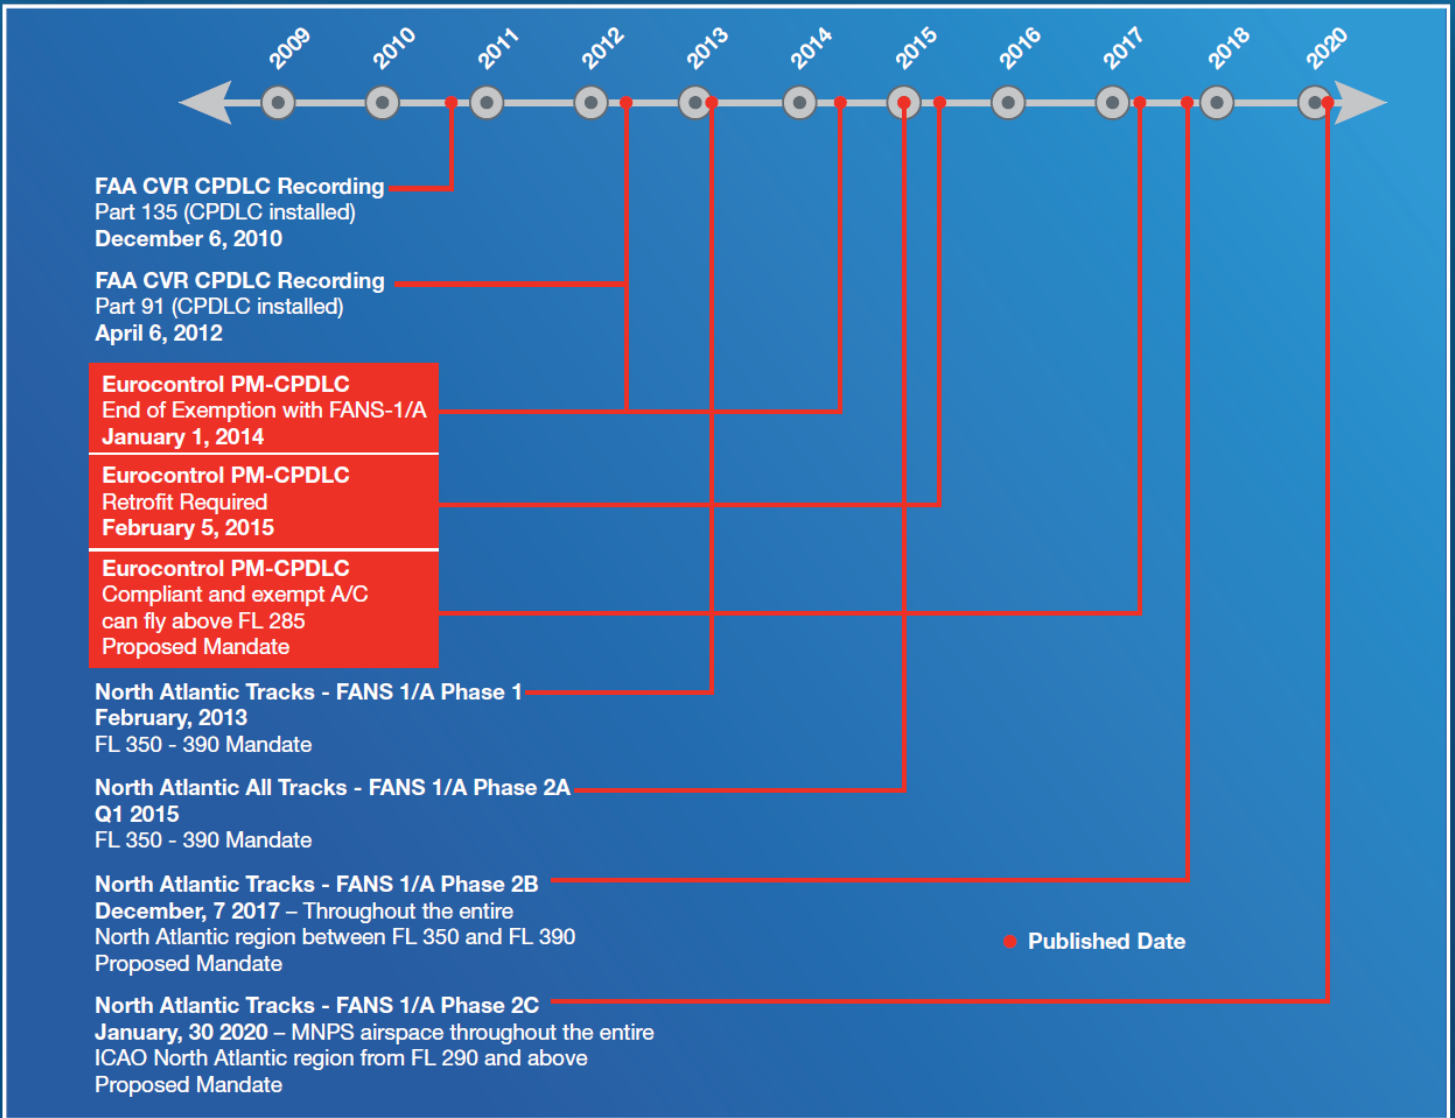 2009 2010 2011 2012 2013 2014 2015 2016 2017 2018 2020
FAA CVR CPDLC Recording
Part 135 (CPDLC installed)
December 6, 2010
FAA CVR CPDLC Recording
Part 91 (CPDLC installed)
April 6, 2012
Eurocontrol PM-CPDLC
End of Exemption with FANS-1/A
January 1, 2014
Eurocontrol PM-CPDLC
Retrofit Required
February 5, 2015
Eurocontrol PM-CPDLC
Compliant and exempt A/C
can fly above FL 285
Proposed Mandate
North Atlantic Tracks - FANS 1/A Phase 1
February, 2013
FL 350 - 390 Mandate
North Atlantic All Tracks - FANS 1/A Phase 2A
Q1 2015
FL 350 - 390 Mandate
North Atlantic Tracks - FANS 1/A Phase 2B
December, 7 2017 – Throughout the entire
North Atlantic region between FL 350 and FL 390
Proposed Mandate
Published Date
North Atlantic Tracks - FANS 1/A Phase 2C
January, 30 2020 – MNPS airspace throughout the entire
ICAO North Atlantic region from FL 290 and above
Proposed Mandate